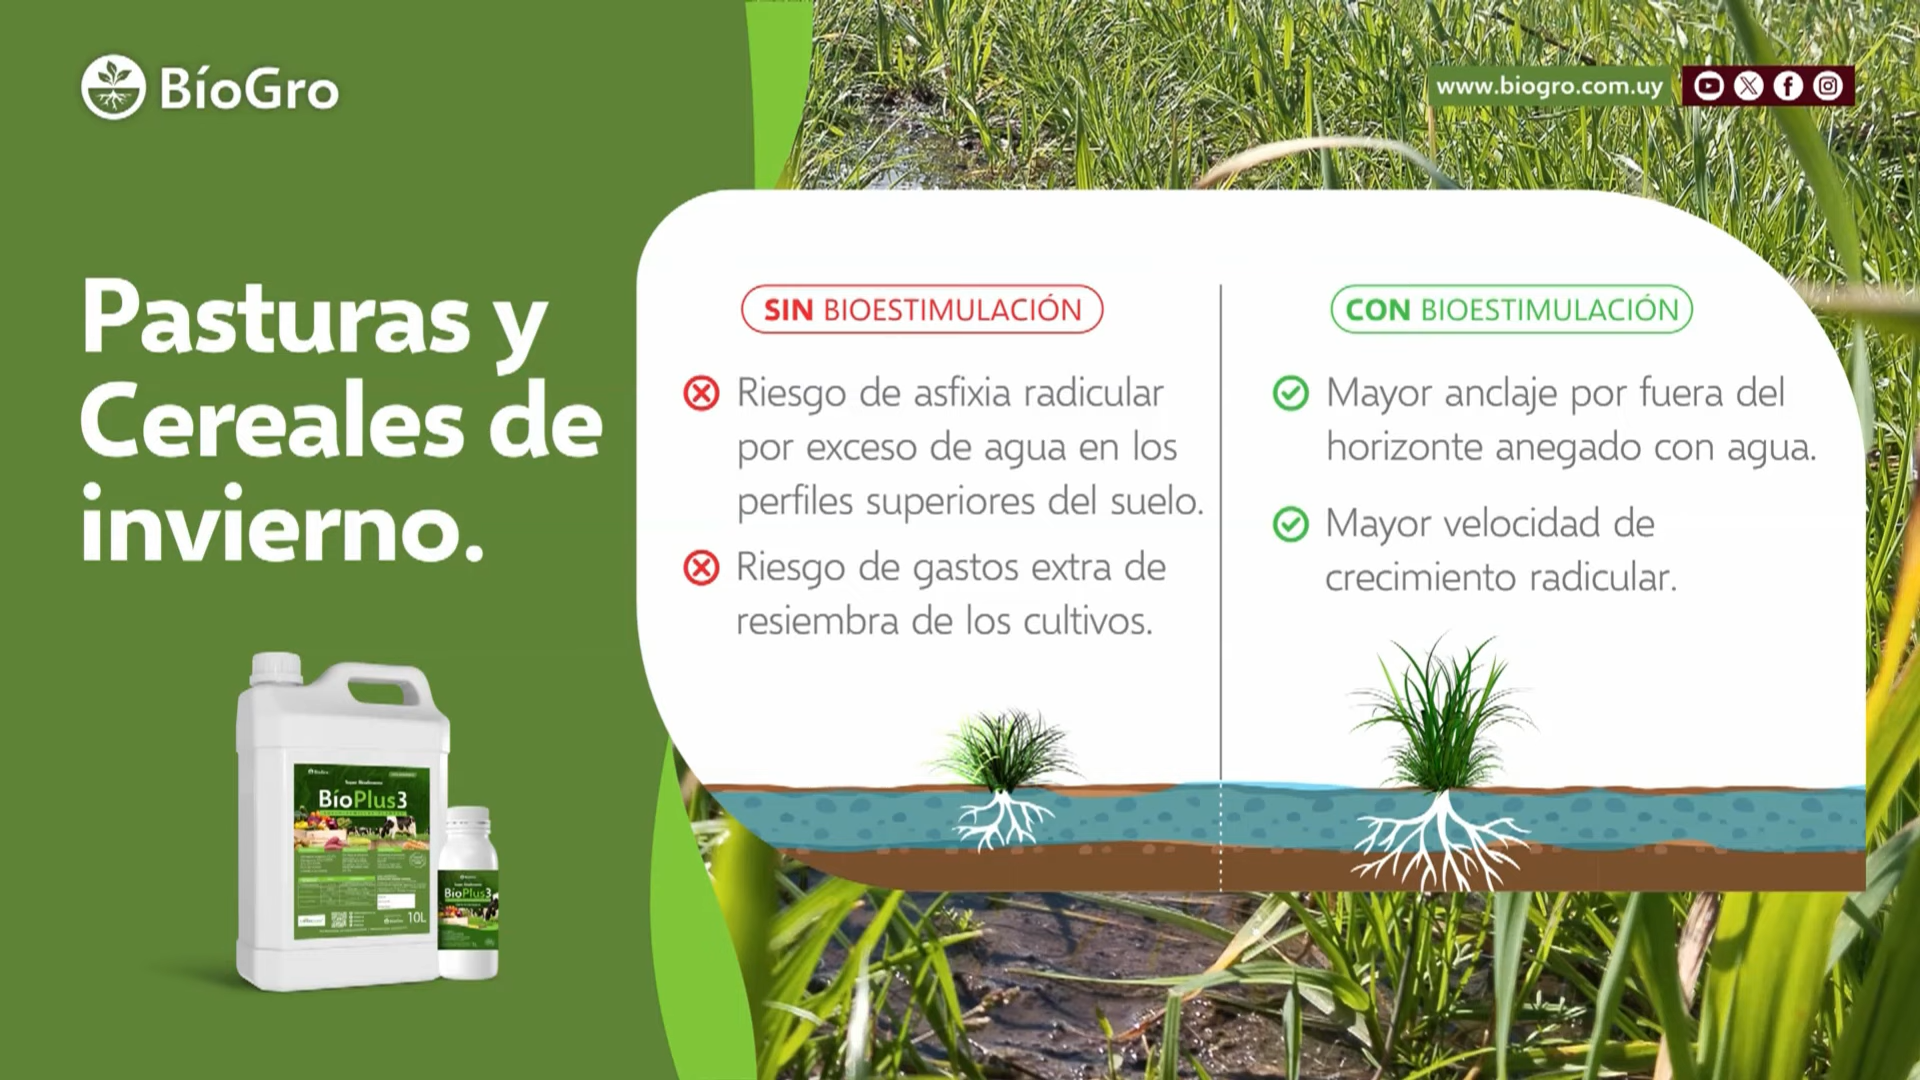 BíoGro
www.biogro.com.uy
Pasturas y
Cereales de
invierno.
SIN BIOESTIMULACIÓN
Riesgo de asfixia radicular
por exceso de agua en los
perfiles superiores del suelo.
Riesgo de gastos extra de
resiembra de los cultivos.
CON BIOESTIMULACIÓN
Mayor anclaje por fuera del
horizonte anegado con agua.
Mayor velocidad de
crecimiento radicular.
BíoPlus3
10L
BíoPlus3